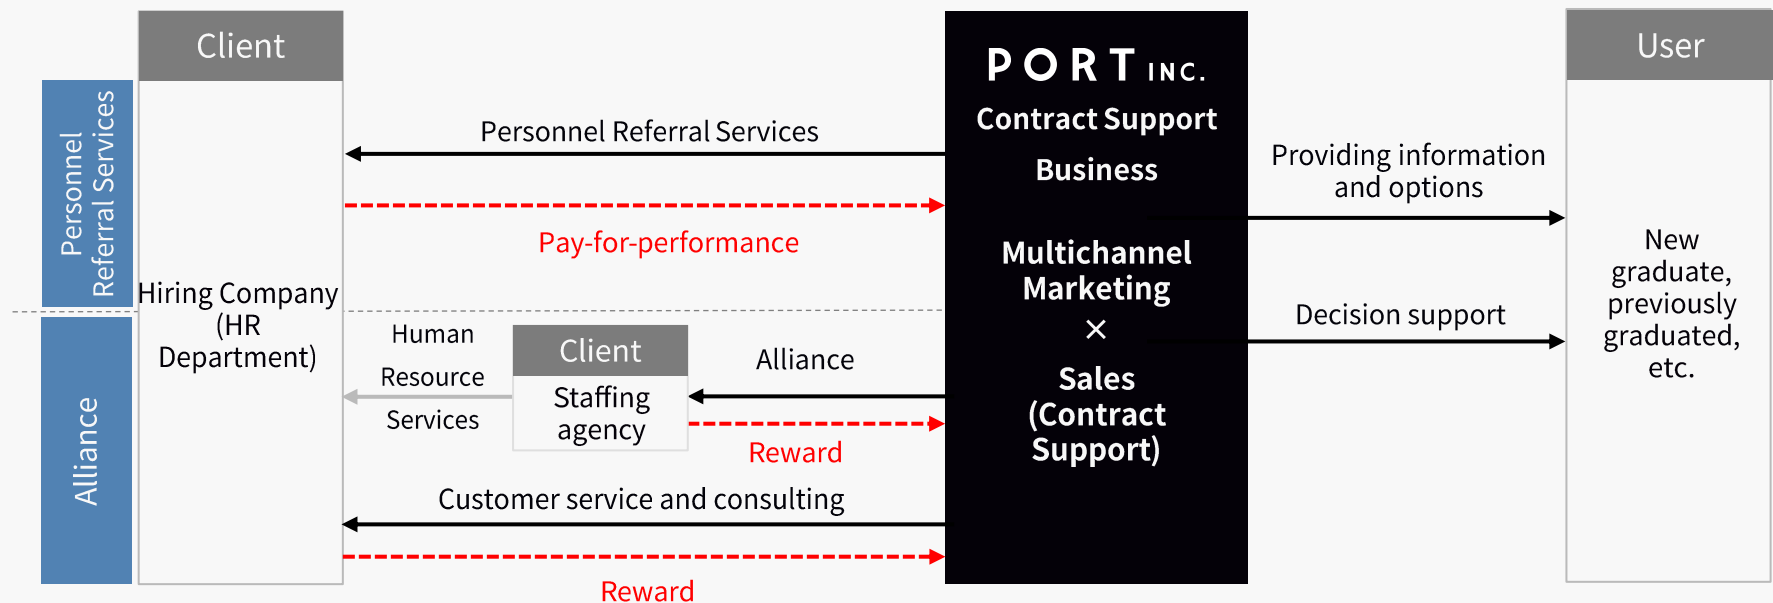 Client
PORT INC.
User
Personnel
Referral Services
Personnel Referral Services
Pay-for-performance
Contract Support
Business
Multichannel
Marketing
×
Sales
(Contract
Support)
Providing information
and options
Decision support
New
graduate,
previously
graduated,
etc.
Hiring Company
(HR
Department)
Alliance
Human
Resource
Services
Client
Staffing
agency
Alliance
Reward
Customer service and consulting
Reward